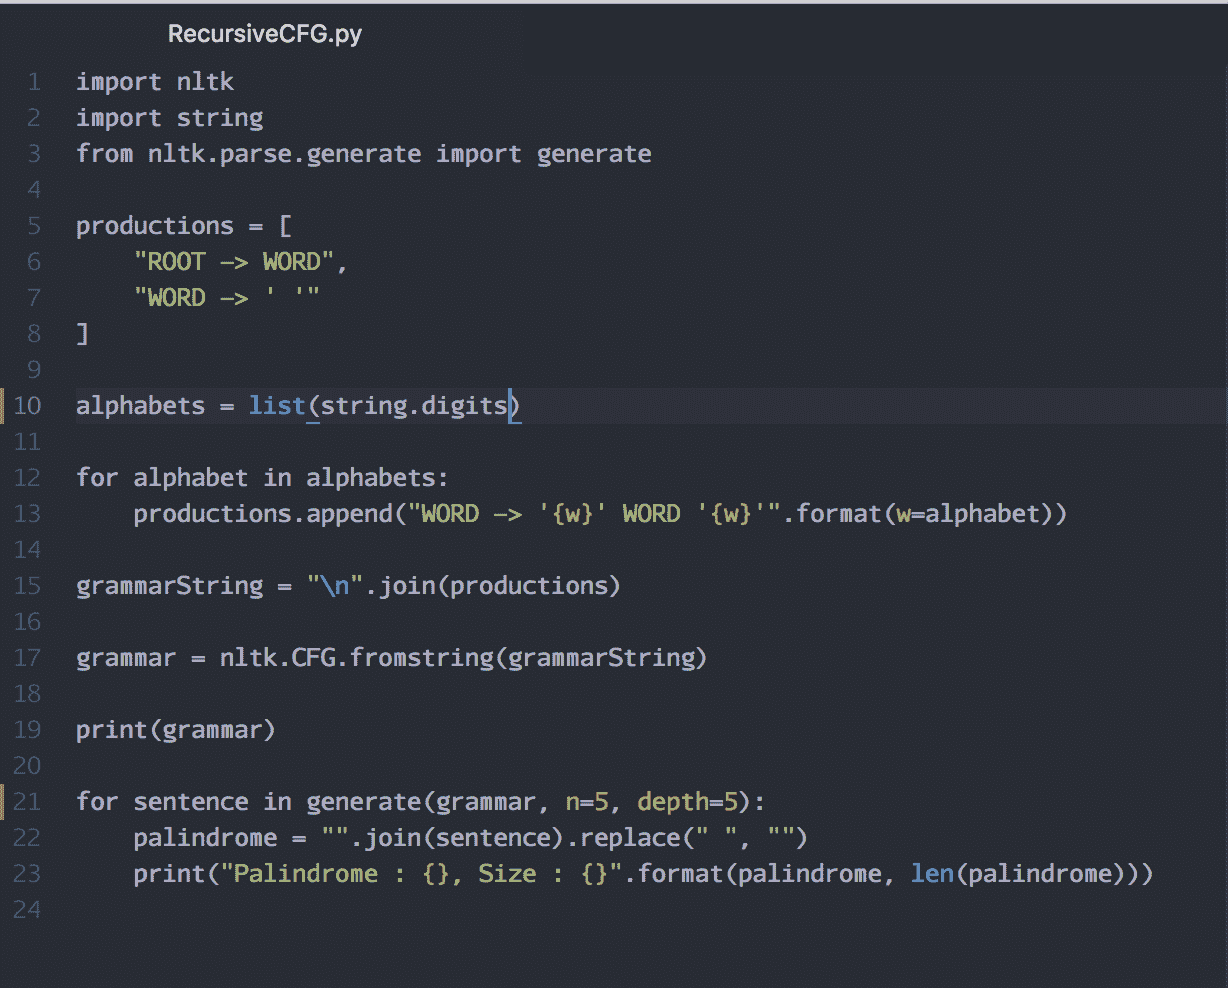 RecursiveCFG.py
1 import nltk
2 import string
3 from nltk.parse.generate import generate
4
5 productions = [
6     "ROOT -> WORD",
7     "WORD -> ' '"
8 ]
9
10 alphabets = list(string.digits)
11
12 for alphabet in alphabets:
13     productions.append("WORD -> '{w}' WORD '{w}'".format(w=alphabet))
14
15 grammarString = "\n".join(productions)
16
17 grammar = nltk.CFG.fromstring(grammarString)
18
19 print(grammar)
20
21 for sentence in generate(grammar, n=5, depth=5):
22     palindrome = "".join(sentence).replace(" ", "")
23     print("Palindrome : {}, Size : {}".format(palindrome, len(palindrome)))
24